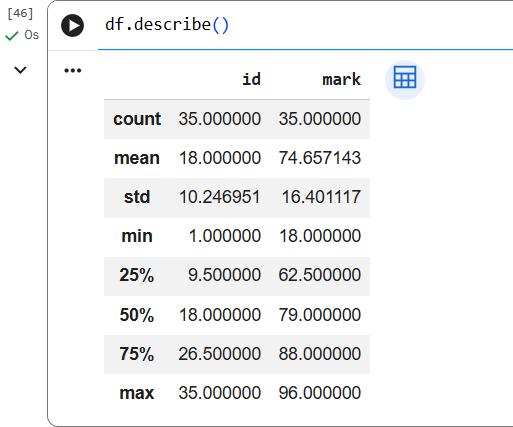 [46]
0s
df.describe()
id mark
count 35.000000 35.000000
mean 18.000000 74.657143
std 10.246951 16.401117
min 1.000000 18.000000
25% 9.500000 62.500000
50% 18.000000 79.000000
75% 26.500000 88.000000
max 35.000000 96.000000